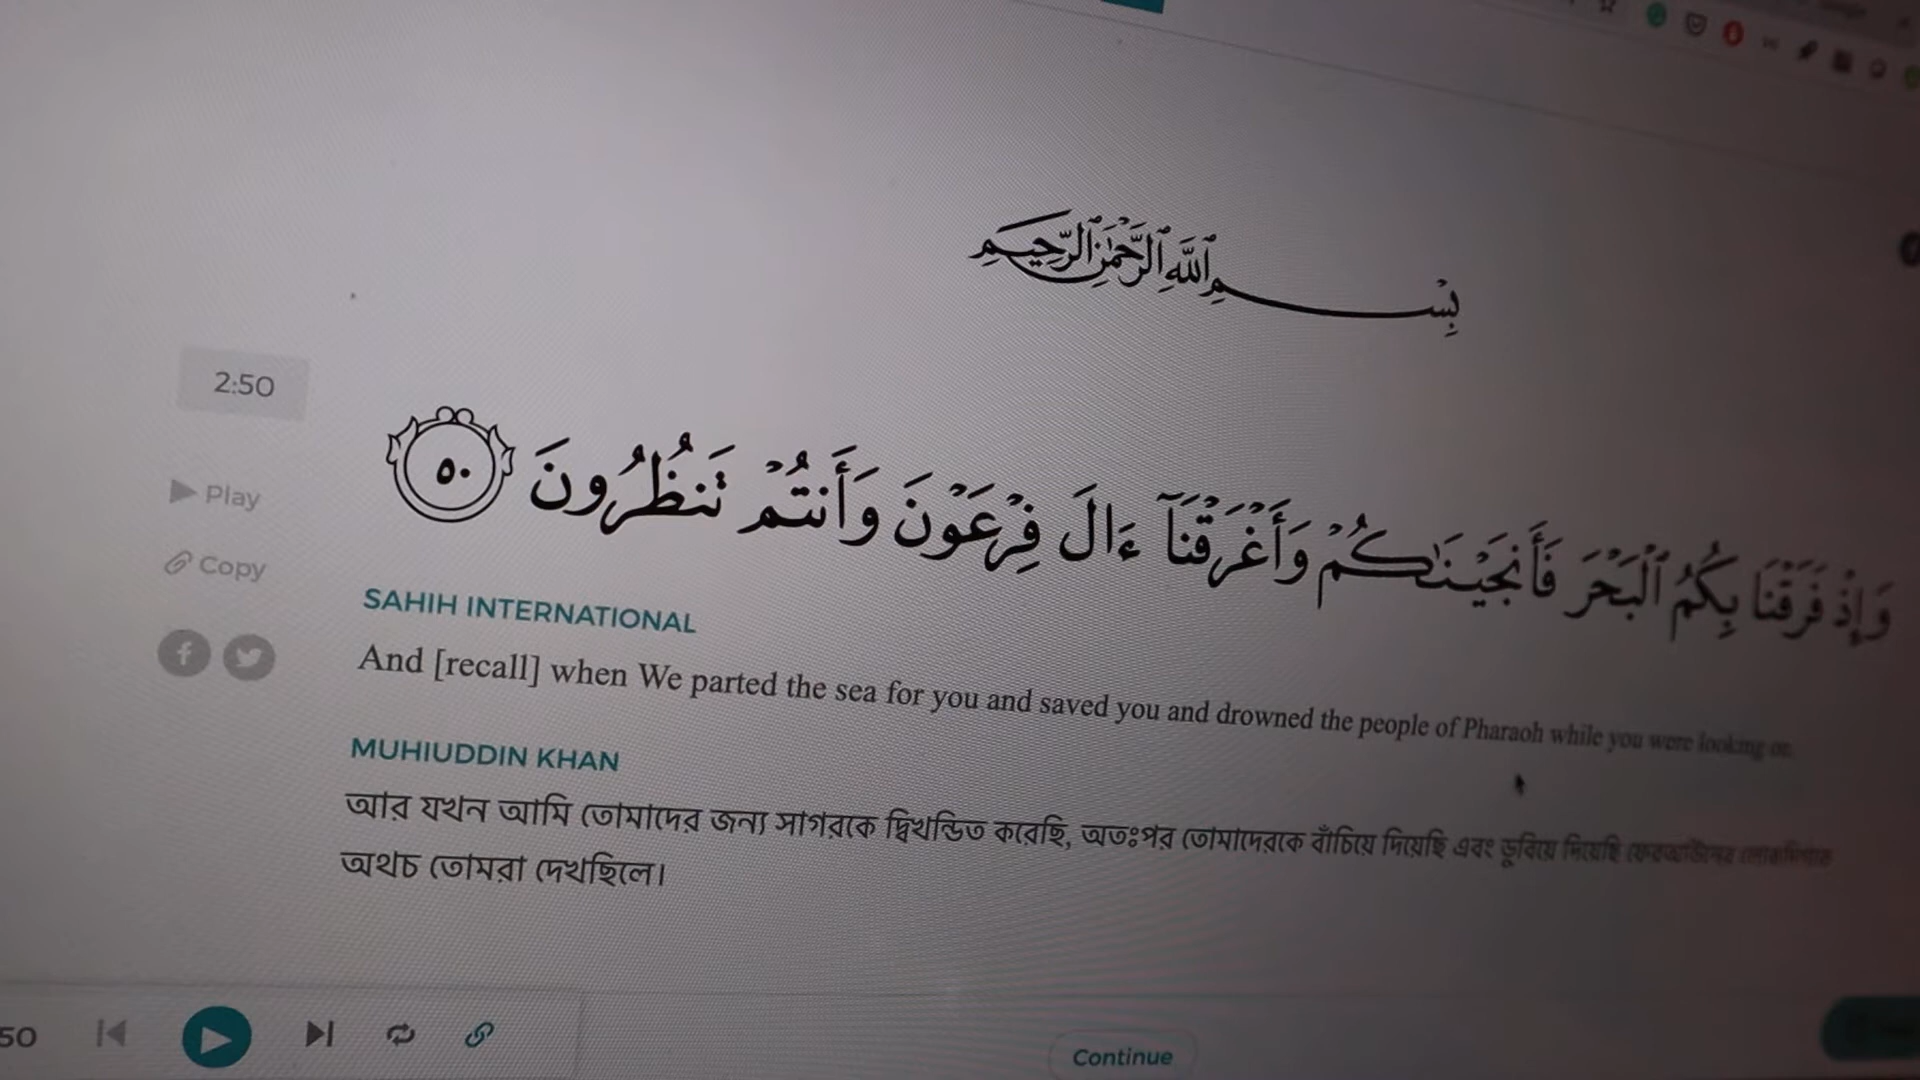 بِسْمِ ٱللَّهِ ٱلرَّحْمَٰنِ ٱلرَّحِيمِ
2:50
وَإِذْ فَرَقْنَا بِكُمُ ٱلْبَحْرَ فَأَنجَيْنَـٰكُمْ وَأَغْرَقْنَآ ءَالَ فِرْعَوْنَ وَأَنتُمْ تَنظُرُونَ ٥٠
Play
Copy
SAHIH INTERNATIONAL
And [recall] when We parted the sea for you and saved you and drowned the people of Pharaoh while you were looking on.
MUHIUDDIN KHAN
আর যখন আমি তোমাদের জন্য সাগরকে দ্বিখন্ডিত করেছি, অতঃপর তোমাদেরকে বাঁচিয়ে দিয়েছি এবং ডুবিয়ে দিয়েছি
অথচ তোমরা দেখছিলে।
50
Continue